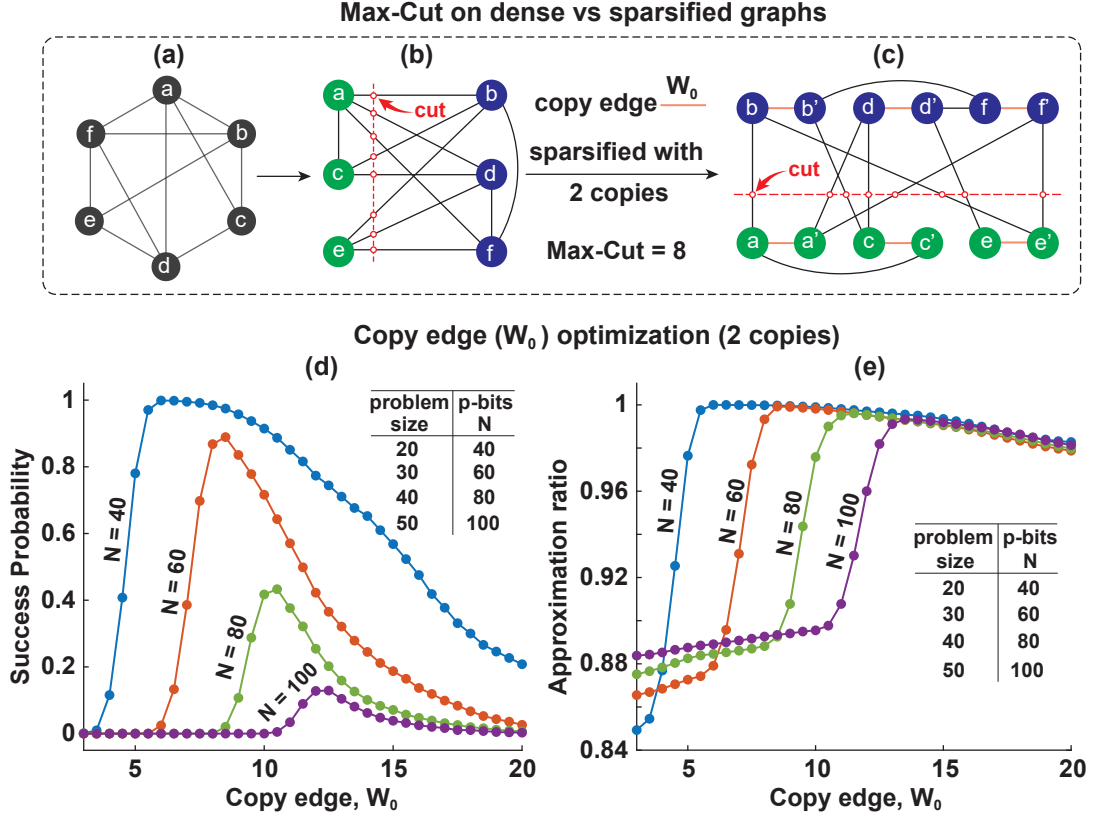 Max-Cut on dense vs sparsified graphs
(a)
a
f
b
e
c
d
(b)
a
b
cut
c
d
e
f
copy edge W₀
sparsified with
2 copies
Max-Cut = 8
(c)
b b’ d d’ f f’
cut
a a’ c c’ e e’
Copy edge (W₀) optimization (2 copies)
(d)
Success Probability
1
0.8
0.6
0.4
0.2
0
5 10 15 20
Copy edge, W₀
N = 40
N = 60
N = 80
N = 100
problem size p-bits N
20 40
30 60
40 80
50 100
(e)
Approximation ratio
1
0.96
0.92
0.88
0.84
5 10 15 20
Copy edge, W₀
N = 40
N = 60
N = 80
N = 100
problem size p-bits N
20 40
30 60
40 80
50 100